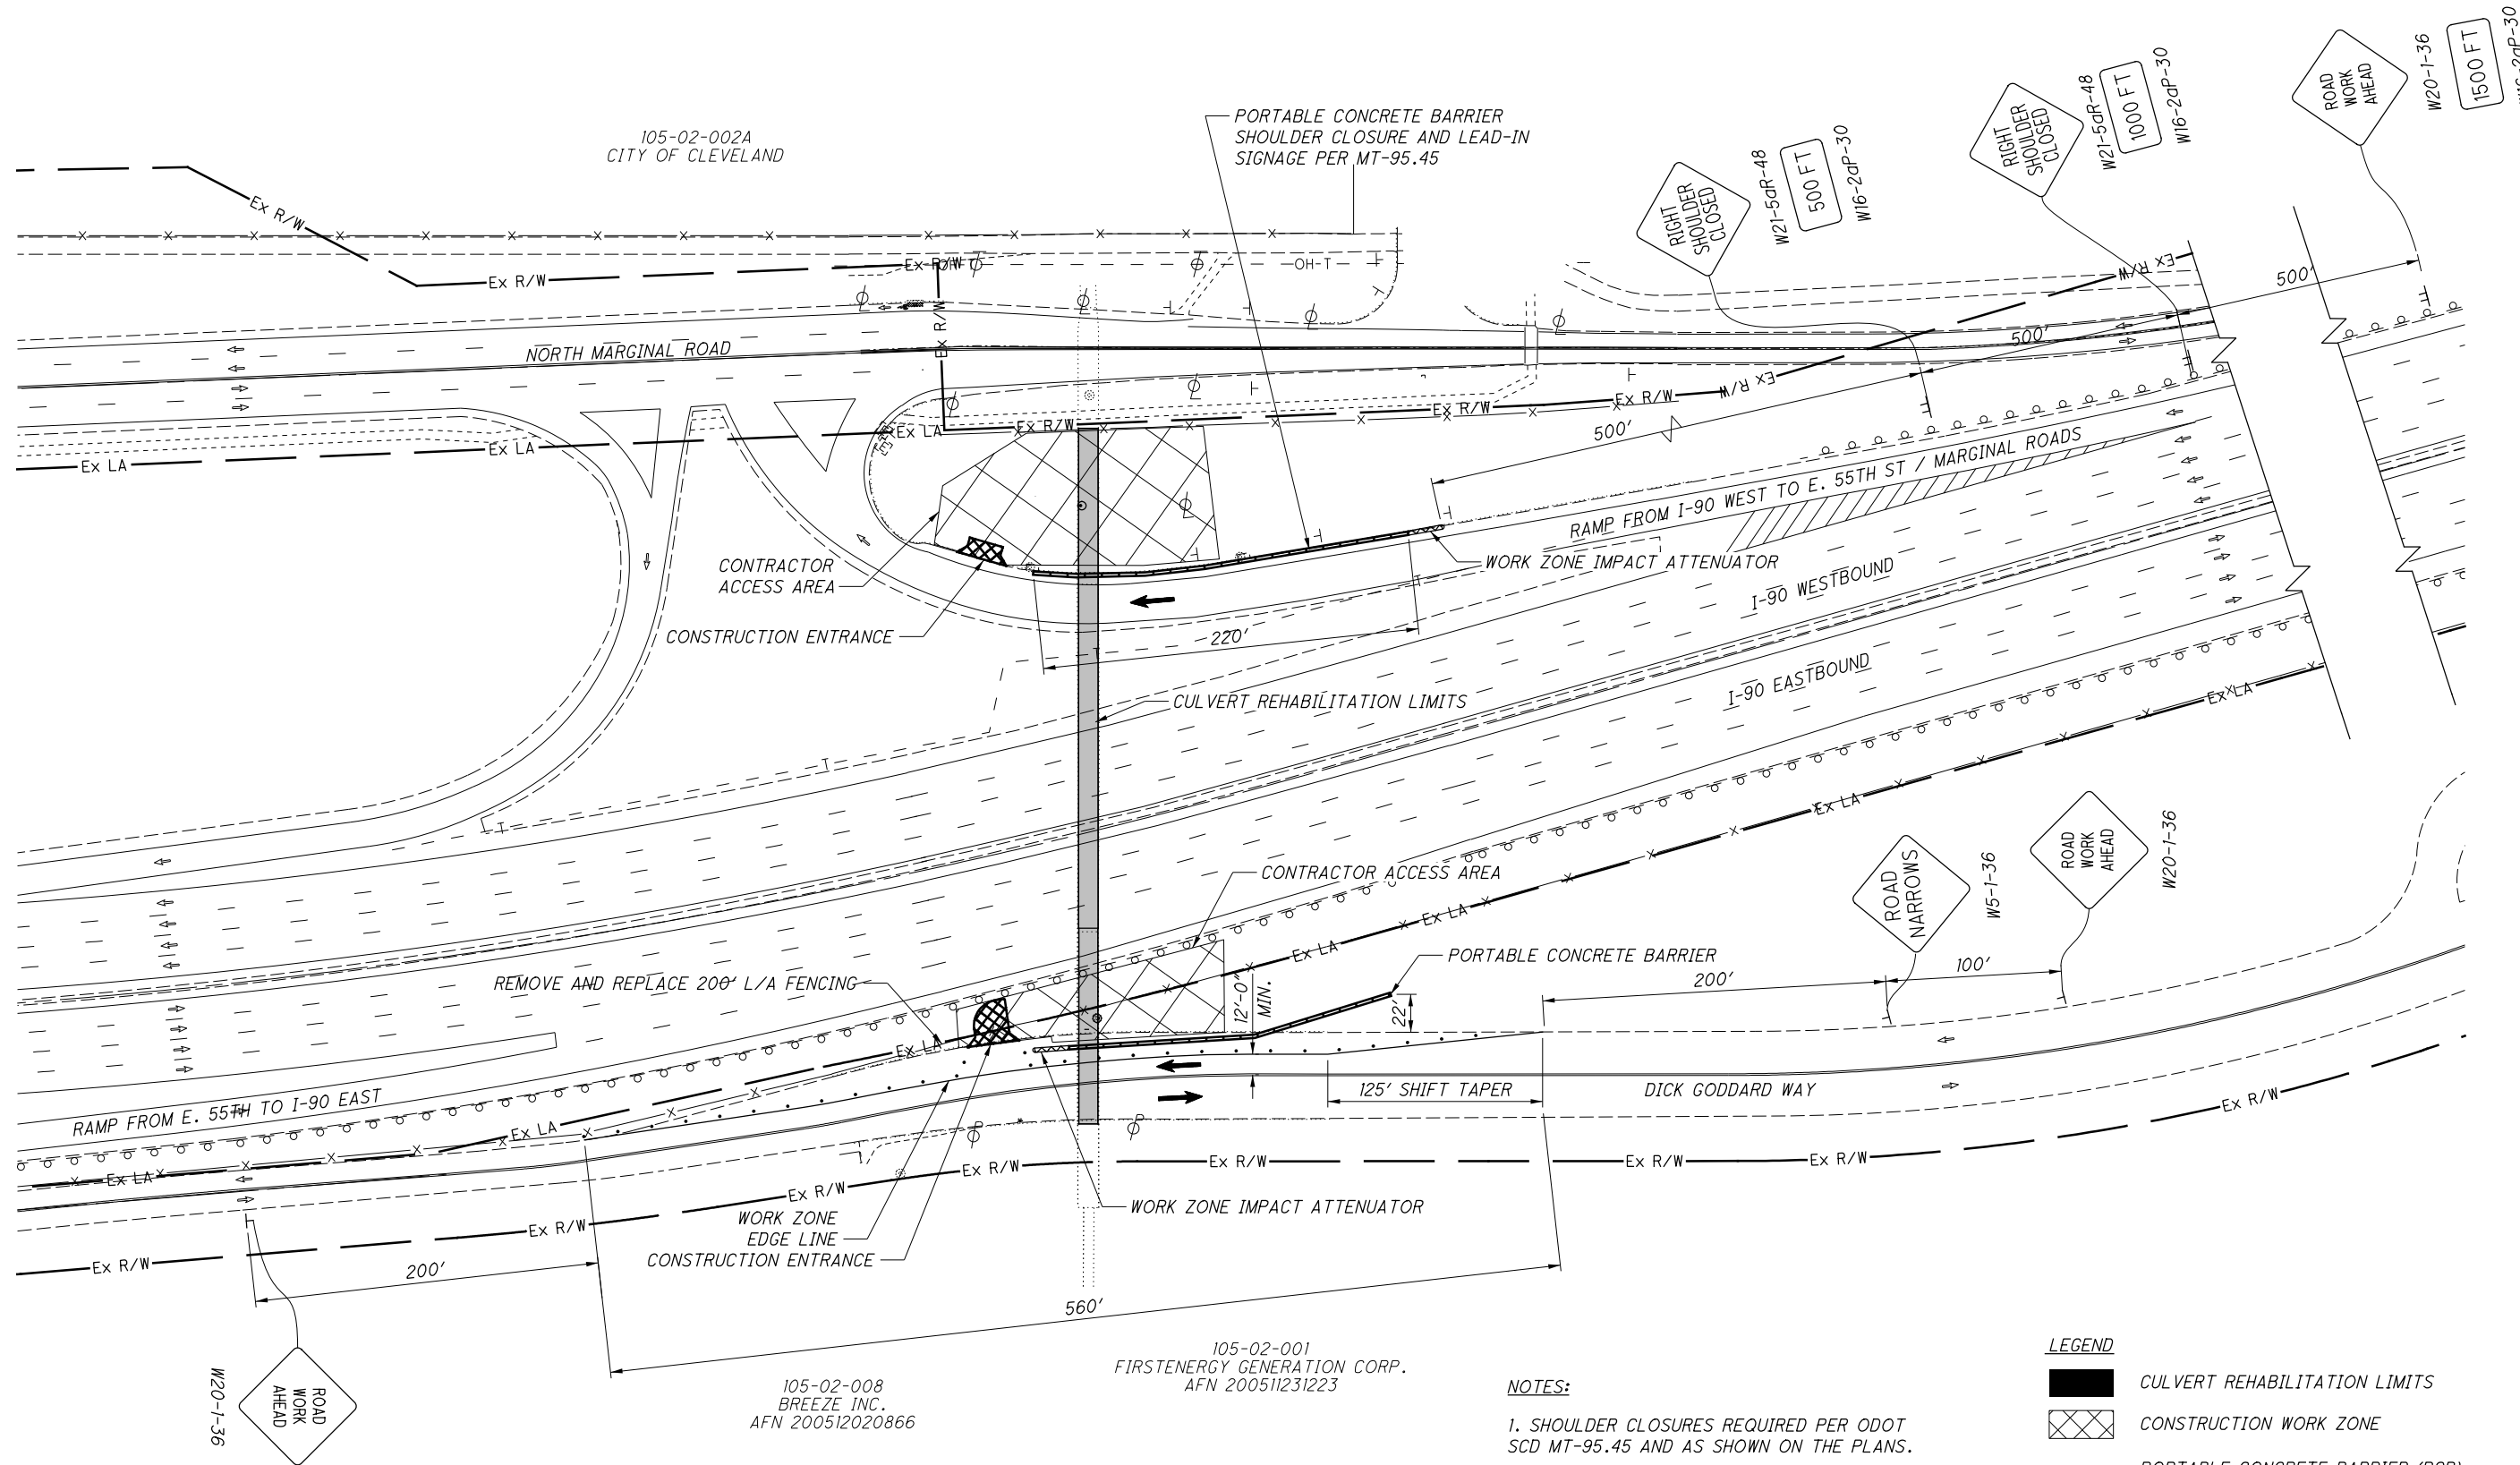 105-02-002A
CITY OF CLEVELAND
PORTABLE CONCRETE BARRIER
SHOULDER CLOSURE AND LEAD-IN
SIGNAGE PER MT-95.45
RIGHT
SHOULDER
CLOSED
W21-5aR-48
500 FT
W16-2aP-30
RIGHT
SHOULDER
CLOSED
W21-5aR-48
1000 FT
W16-2aP-30
ROAD
WORK
AHEAD
W20-1-36
1500 FT
W16-2aP-30
Ex R/W
Ex R/W
Ex R/W
OH-T
Ex R/W
500'
Ex R/W
NORTH MARGINAL ROAD
500'
Ex R/W
Ex R/W
Ex R/W
Ex R/W
Ex LA
Ex LA
Ex LA
500'
RAMP FROM I-90 WEST TO E. 55TH ST / MARGINAL ROADS
WORK ZONE IMPACT ATTENUATOR
CONTRACTOR
ACCESS AREA
I-90 WESTBOUND
CONSTRUCTION ENTRANCE
220'
CULVERT REHABILITATION LIMITS
I-90 EASTBOUND
Ex LA
Ex LA
ROAD
WORK
AHEAD
W20-1-36
ROAD
NARROWS
W5-1-36
CONTRACTOR ACCESS AREA
Ex LA
Ex LA
PORTABLE CONCRETE BARRIER
REMOVE AND REPLACE 200' L/A FENCING
12'-0"
MIN.
22'
200'
100'
Ex LA
125' SHIFT TAPER
DICK GODDARD WAY
RAMP FROM E. 55TH TO I-90 EAST
Ex LA
Ex LA
Ex R/W
Ex R/W
Ex R/W
Ex R/W
Ex R/W
Ex R/W
Ex R/W
Ex R/W
WORK ZONE IMPACT ATTENUATOR
WORK ZONE
EDGE LINE
CONSTRUCTION ENTRANCE
200'
560'
ROAD
WORK
AHEAD
W20-1-36
105-02-008
BREEZE INC.
AFN 200512020866
105-02-001
FIRSTENERGY GENERATION CORP.
AFN 200511231223
NOTES:
1. SHOULDER CLOSURES REQUIRED PER ODOT
SCD MT-95.45 AND AS SHOWN ON THE PLANS.
LEGEND
CULVERT REHABILITATION LIMITS
CONSTRUCTION WORK ZONE
PORTABLE CONCRETE BARRIER (PCB)